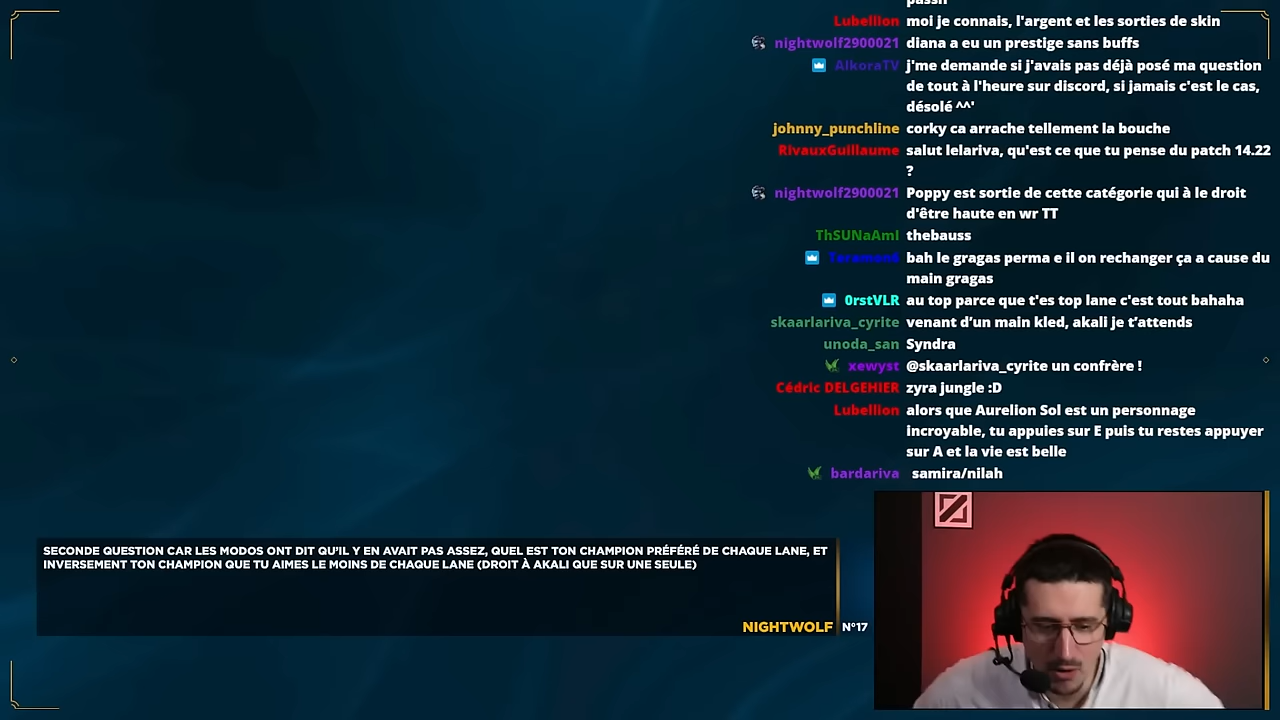 Lubellion moi je connais, l'argent et les sorties de skin
nightwolf2900021 diana a eu un prestige sans buffs
AlkoraTV j'me demande si j'avais pas déjà posé ma question
de tout à l'heure sur discord, si jamais c'est le cas,
désolé ^^'
johnny_punchline corky ca arrache tellement la bouche
RivauxGuillaume salut lelariva, qu'est ce que tu pense du patch 14.22
?
nightwolf2900021 Poppy est sortie de cette catégorie qui à le droit
d'être haute en wr TT
ThSUNaAmI thebauss
bah le gragas perma e il on rechanger ça a cause du
main gragas
0rstVLR au top parce que t'es top lane c'est tout bahaha
skaarlariva_cyrite venant d’un main kled, akali je t’attends
unoda_san Syndra
xewyst @skaarlariva_cyrite un confrère !
Cédric DELGEHIER zyra jungle :D
Lubellion alors que Aurelion Sol est un personnage
incroyable, tu appuies sur E puis tu restes appuyer
sur A et la vie est belle
bardariva samira/nilah
SECONDE QUESTION CAR LES MODOS ONT DIT QU'IL Y EN AVAIT PAS ASSEZ, QUEL EST TON CHAMPION PRÉFÉRÉ DE CHAQUE LANE, ET
INVERSEMENT TON CHAMPION QUE TU AIMES LE MOINS DE CHAQUE LANE (DROIT À AKALI QUE SUR UNE SEULE)
NIGHTWOLF N°17